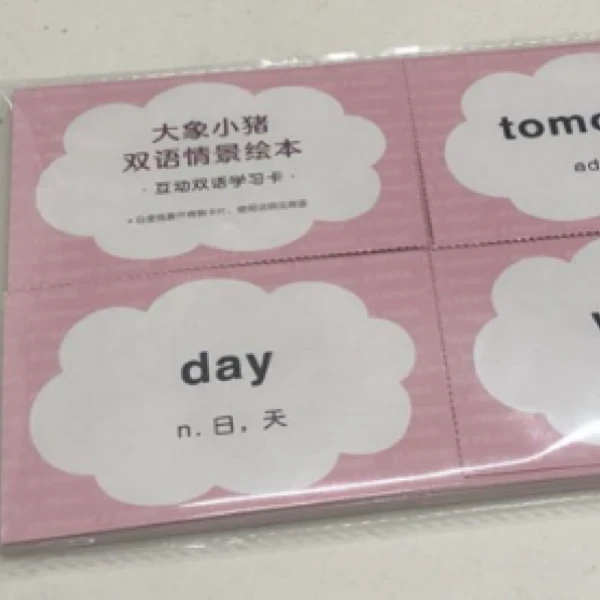 大象小猪
双语情景绘本
·互动双语学习卡·
tomo
ad
day
n. 日，天